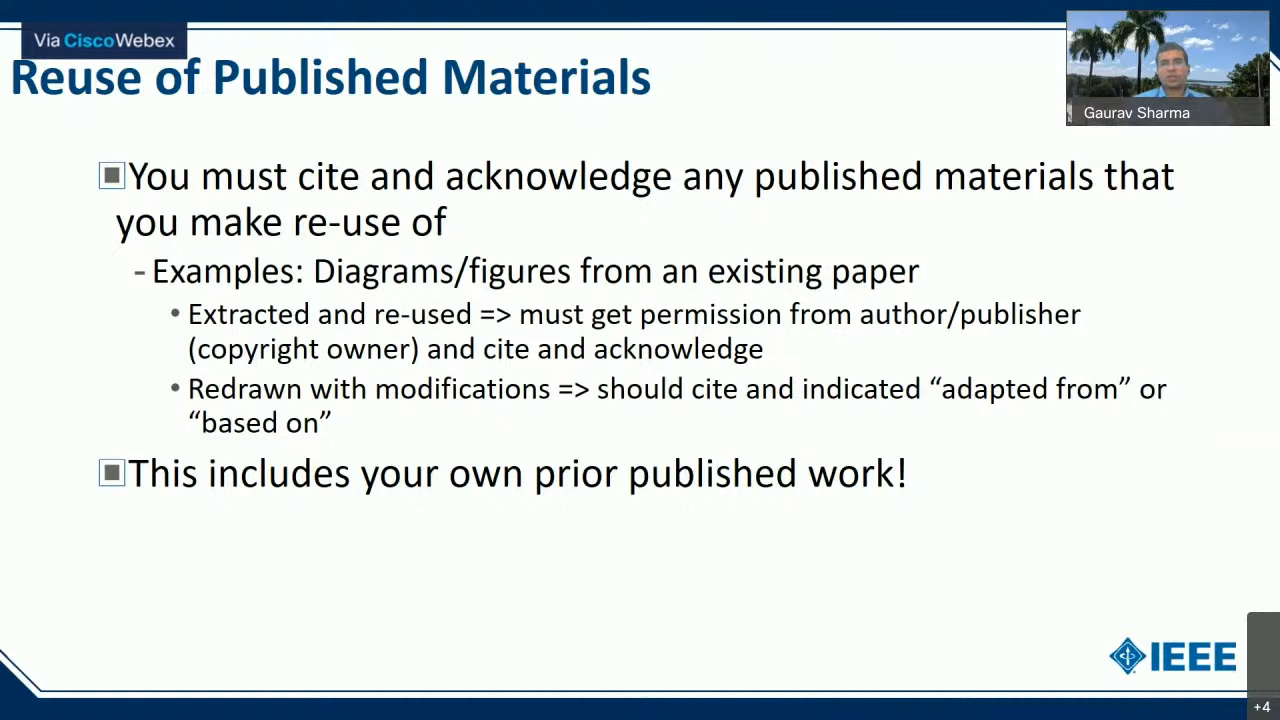 Via CiscoWebex
Reuse of Published Materials
Gaurav Sharma
You must cite and acknowledge any published materials that
you make re-use of
- Examples: Diagrams/figures from an existing paper
• Extracted and re-used => must get permission from author/publisher
(copyright owner) and cite and acknowledge
• Redrawn with modifications => should cite and indicated “adapted from” or
“based on”
This includes your own prior published work!
IEEE
+4